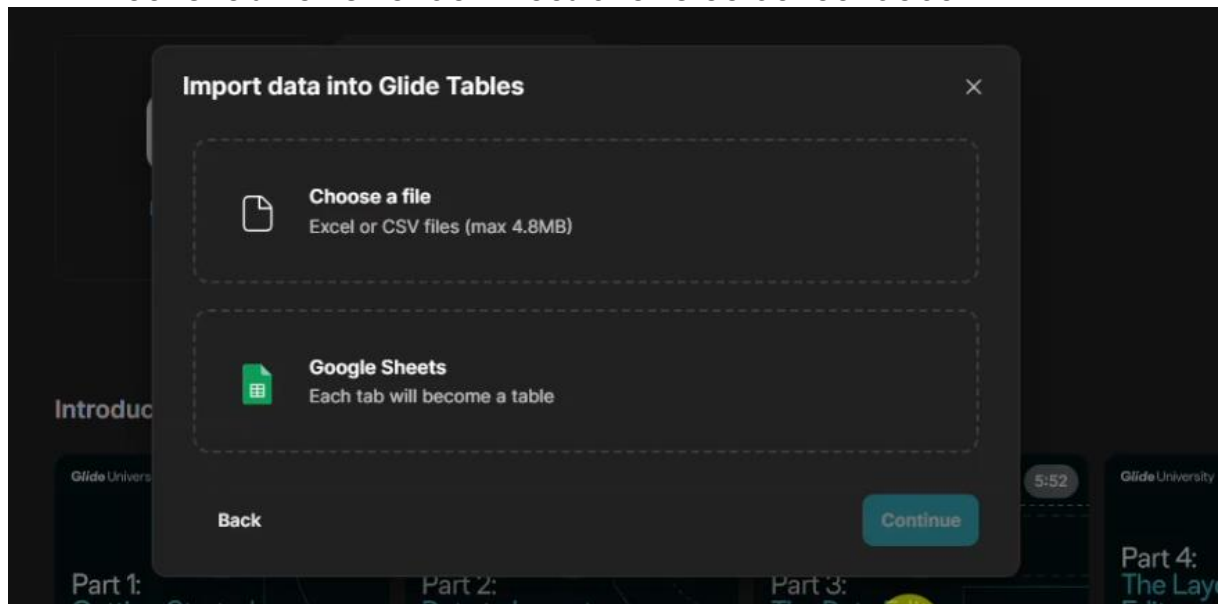 Import data into Glide Tables
Choose a file
Excel or CSV files (max 4.8MB)
Google Sheets
Each tab will become a table
Introduc
Glide Univers
5:52
Glide University
Back
Continue
Part 1:
Part 2:
Part 3:
Part 4:
The Lay